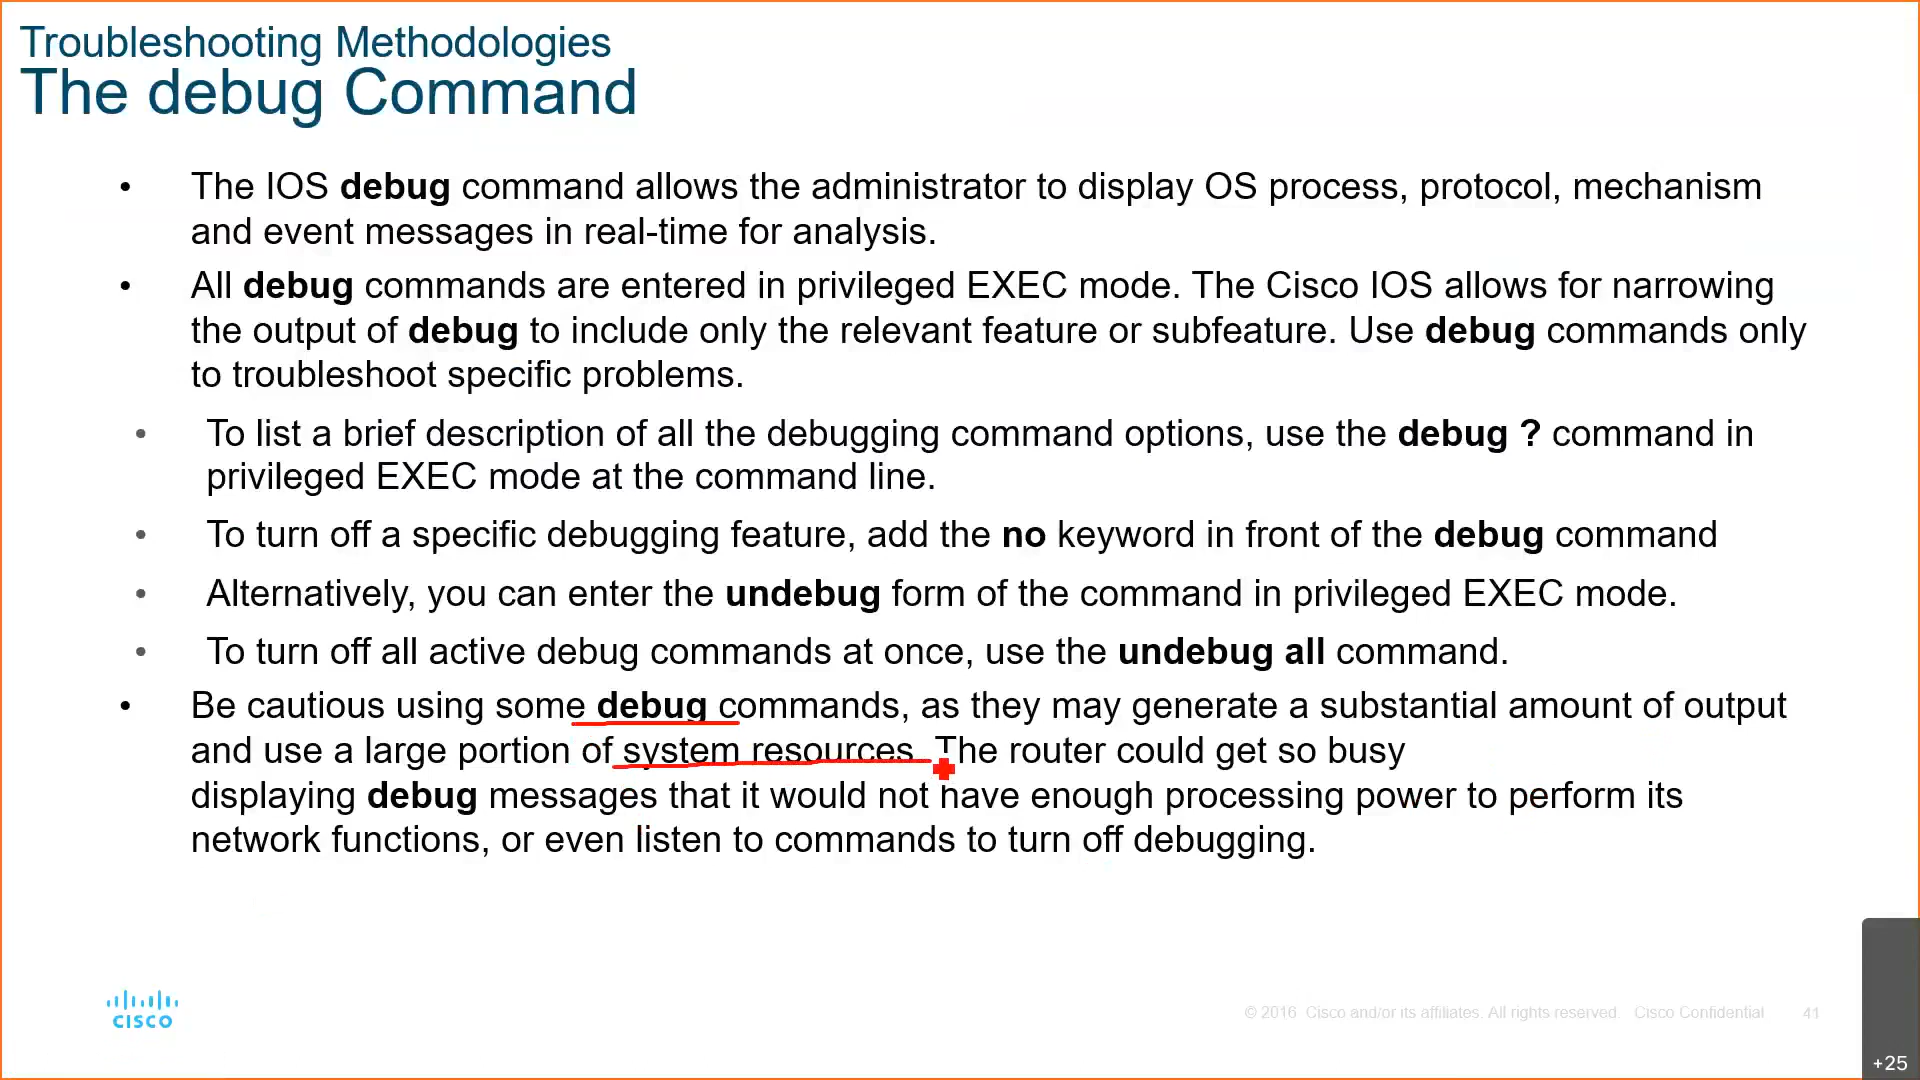 Troubleshooting Methodologies
The debug Command
• The IOS debug command allows the administrator to display OS process, protocol, mechanism
and event messages in real-time for analysis.
• All debug commands are entered in privileged EXEC mode. The Cisco IOS allows for narrowing
the output of debug to include only the relevant feature or subfeature. Use debug commands only
to troubleshoot specific problems.
• To list a brief description of all the debugging command options, use the debug ? command in
privileged EXEC mode at the command line.
• To turn off a specific debugging feature, add the no keyword in front of the debug command
• Alternatively, you can enter the undebug form of the command in privileged EXEC mode.
• To turn off all active debug commands at once, use the undebug all command.
• Be cautious using some debug commands, as they may generate a substantial amount of output
and use a large portion of system resources. The router could get so busy
displaying debug messages that it would not have enough processing power to perform its
network functions, or even listen to commands to turn off debugging.
CISCO
© 2016 Cisco and/or its affiliates. All rights reserved. Cisco Confidential 41
+25